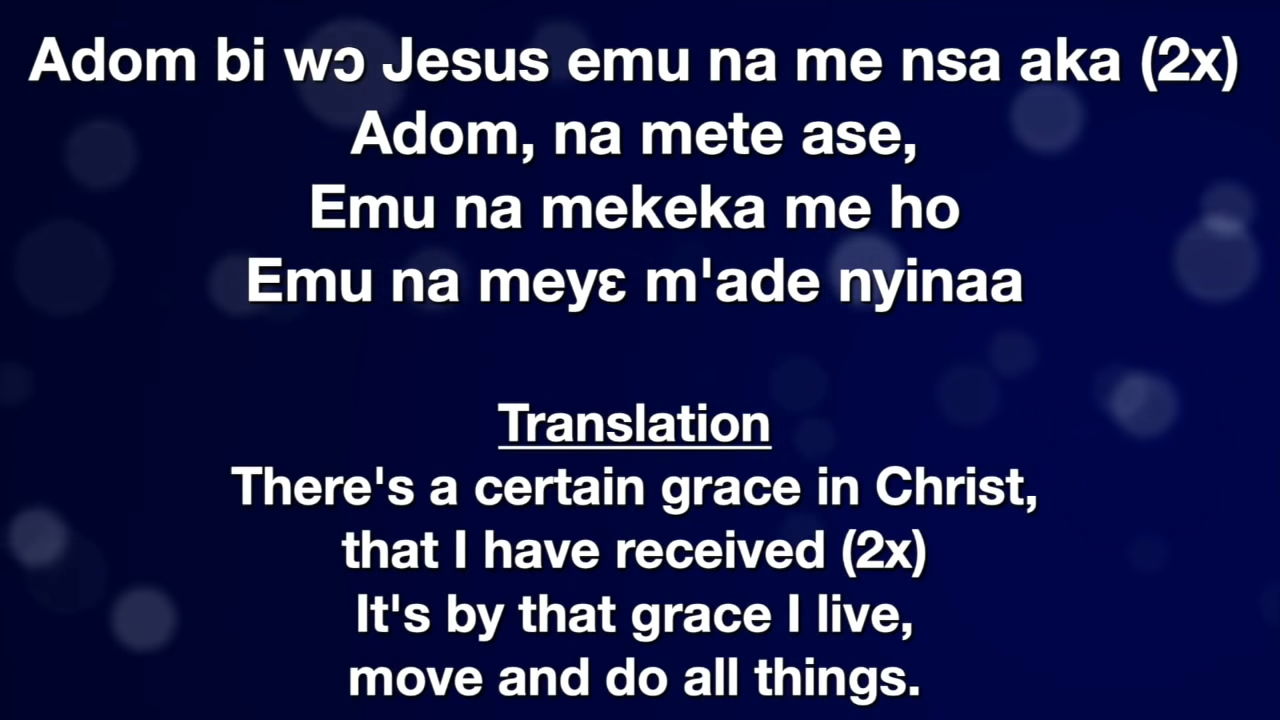 Adom bi wɔ Jesus emu na me nsa aka (2x)
Adom, na mete ase,
Emu na mekeka me ho
Emu na meyɛ m'ade nyinaa
Translation
There's a certain grace in Christ,
that I have received (2x)
It's by that grace I live,
move and do all things.